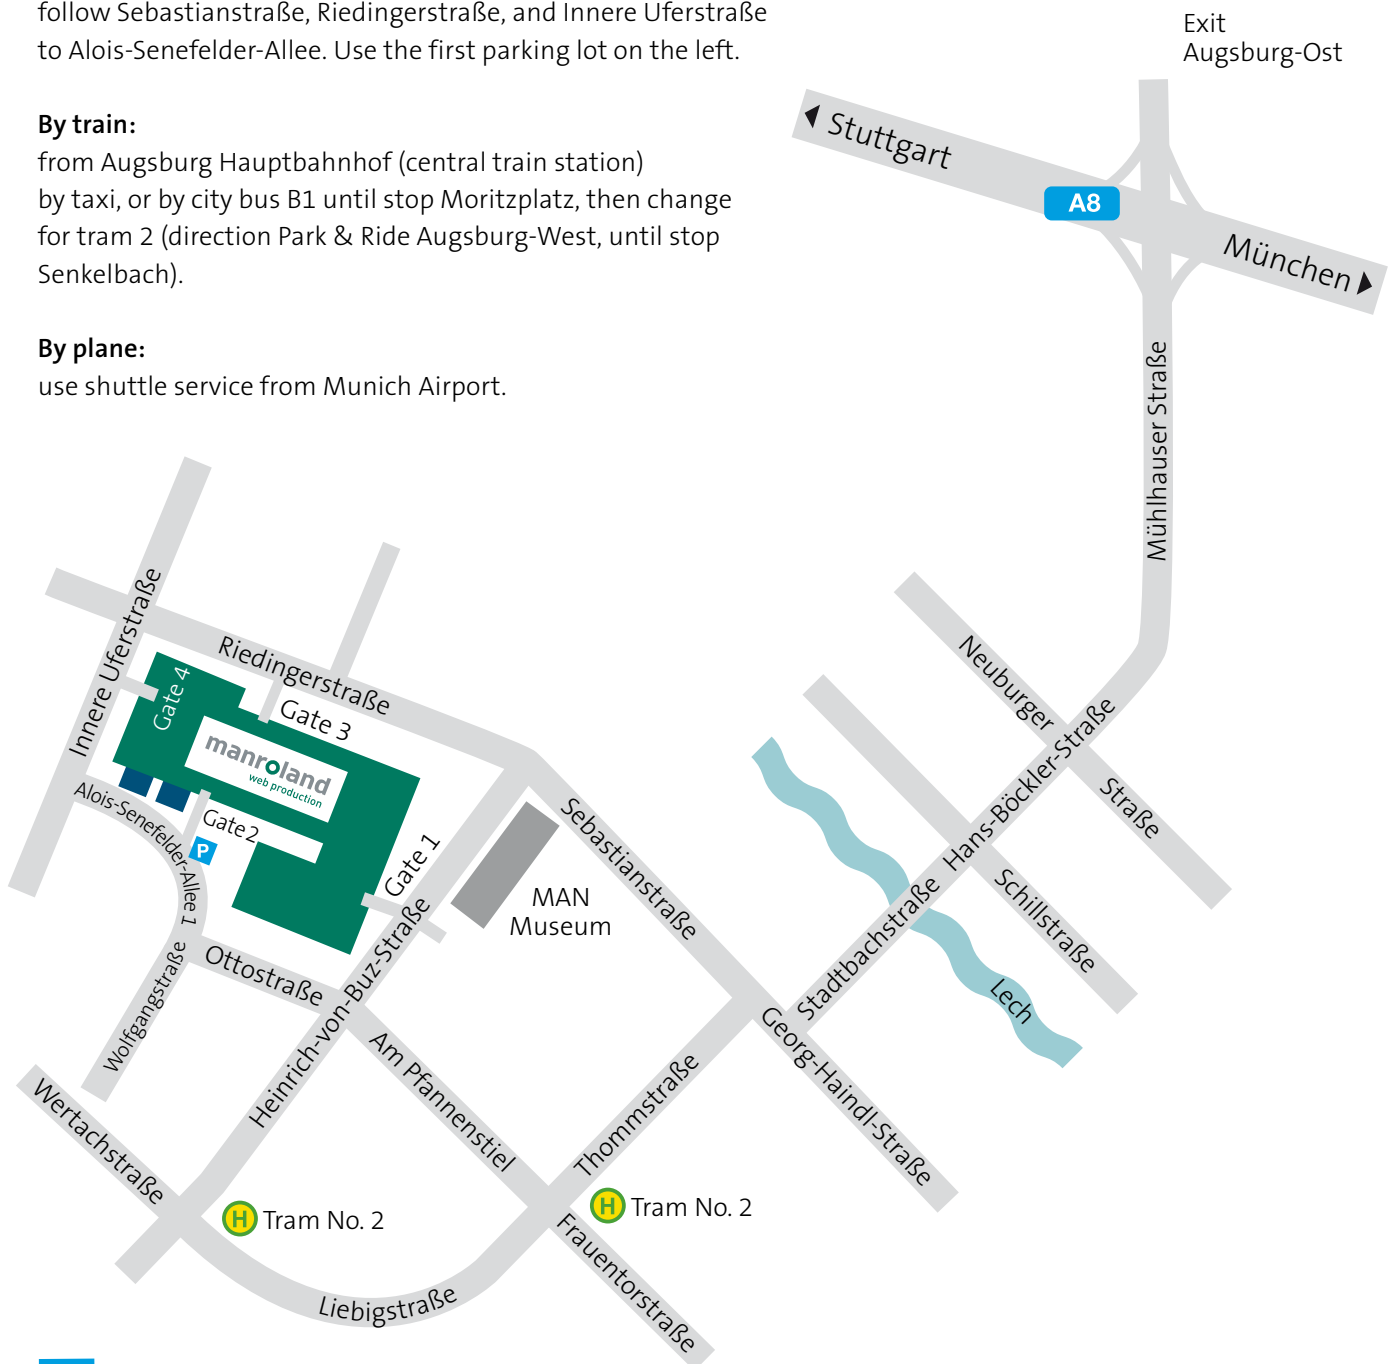 follow Sebastianstraße, Riedingerstraße, and Innere Uferstraße
to Alois-Senefelder-Allee. Use the first parking lot on the left.
By train:
from Augsburg Hauptbahnhof (central train station)
by taxi, or by city bus B1 until stop Moritzplatz, then change
for tram 2 (direction Park & Ride Augsburg-West, until stop
Senkelbach).
By plane:
use shuttle service from Munich Airport.
Exit
Augsburg-Ost
Stuttgart
A8
München
Mühlhauser Straße
Neuburger
Straße
Hans-Böckler-Straße
Schillstraße
Stadtbachstraße
Lech
Georg-Haindl-Straße
Sebastianstraße
Riedingerstraße
Innere Uferstraße
Gate 4
Gate 3
manroland
web production
Alois-Senefelder-Allee 1
Gate 2
P
Gate 1
MAN
Museum
Ottostraße
Wolfgangstraße
Heinrich-von-Buz-Straße
Am Pfannenstiel
Thommstraße
Wertachstraße
H Tram No. 2
H Tram No. 2
Frauentorstraße
Liebigstraße